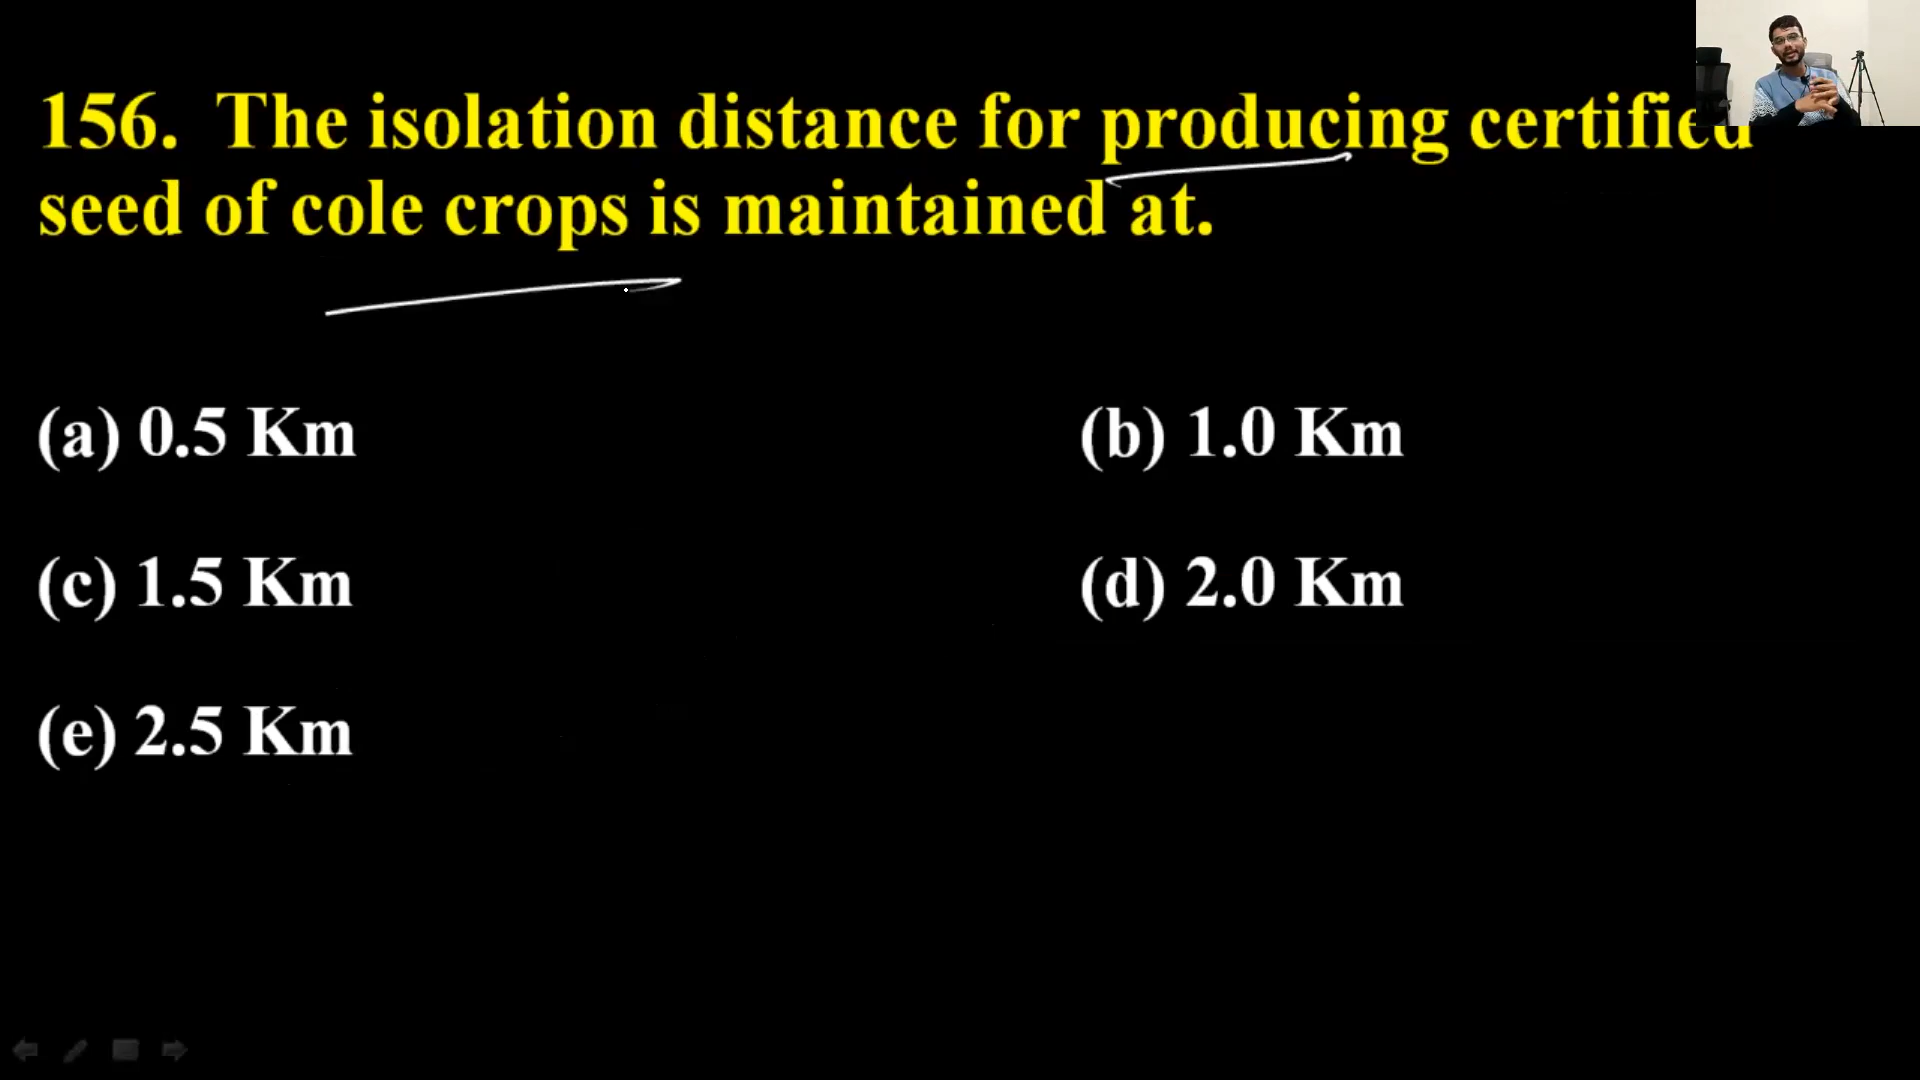 156. The isolation distance for producing certified
seed of cole crops is maintained at.
(a) 0.5 Km
(b) 1.0 Km
(c) 1.5 Km
(d) 2.0 Km
(e) 2.5 Km